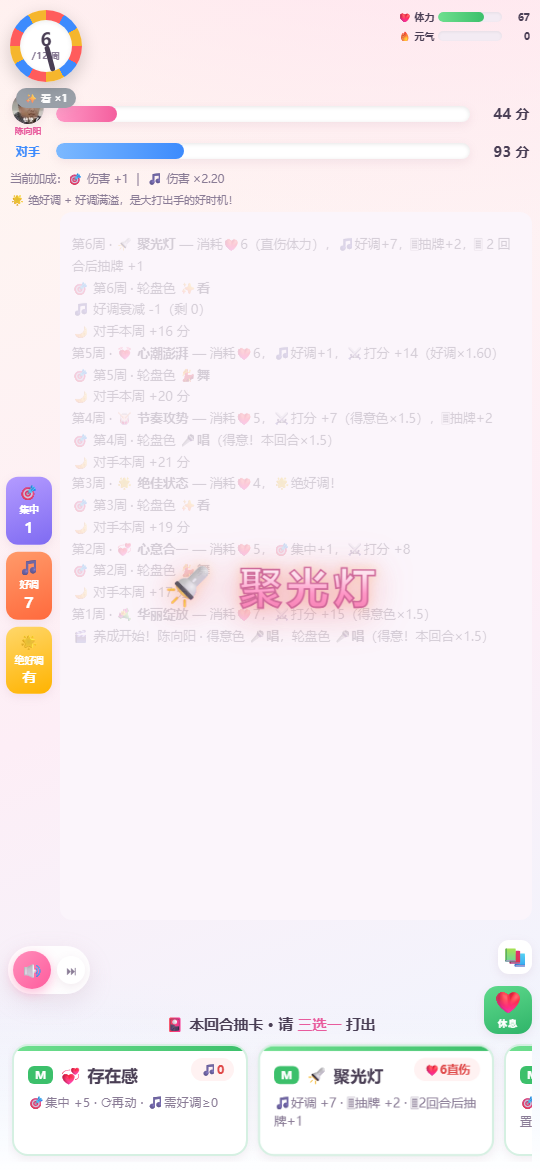 6
/12周
体力 67
元气 0
看 ×1
陈向阳
44 分
对手
93 分
当前加成: 伤害 +1 | 伤害 ×2.20
绝好调 + 好调满溢，是大打出手的好时机！
第6周 · 聚光灯 — 消耗 6（直伤体力），好调+7，抽牌+2，2 回
合后抽牌 +1
第6周 · 轮盘色 看
好调衰减 -1（剩 0）
对手本周 +16 分
第5周 · 心潮澎湃 — 消耗 6，好调+1，打分 +14（好调×1.60）
第5周 · 轮盘色 舞
对手本周 +20 分
第4周 · 节奏攻势 — 消耗 5，打分 +7（得意色×1.5），抽牌+2
第4周 · 轮盘色 唱（得意！本回合×1.5）
对手本周 +21 分
第3周 · 绝佳状态 — 消耗 4，绝好调！
第3周 · 轮盘色 看
对手本周 +19 分
第2周 · 心息合一 — 消耗 5，集中+1，打分 +8
第2周 · 轮盘色
对手本周 +1
聚光灯
第1周 · 华丽绽放 — 消耗 7，打分 +15（得意色×1.5）
养成开始！陈向阳 · 得意色 唱，轮盘色 唱（得意！本回合×1.5）
集中
1
好调
7
绝好调
有
本回合抽卡 • 请 三选一 打出
休息
M 存在感 0
集中 +5 · 再动 · 需好调≥0
M 聚光灯 6直伤
好调 +7 · 抽牌 +2 · 2回合后抽
牌+1